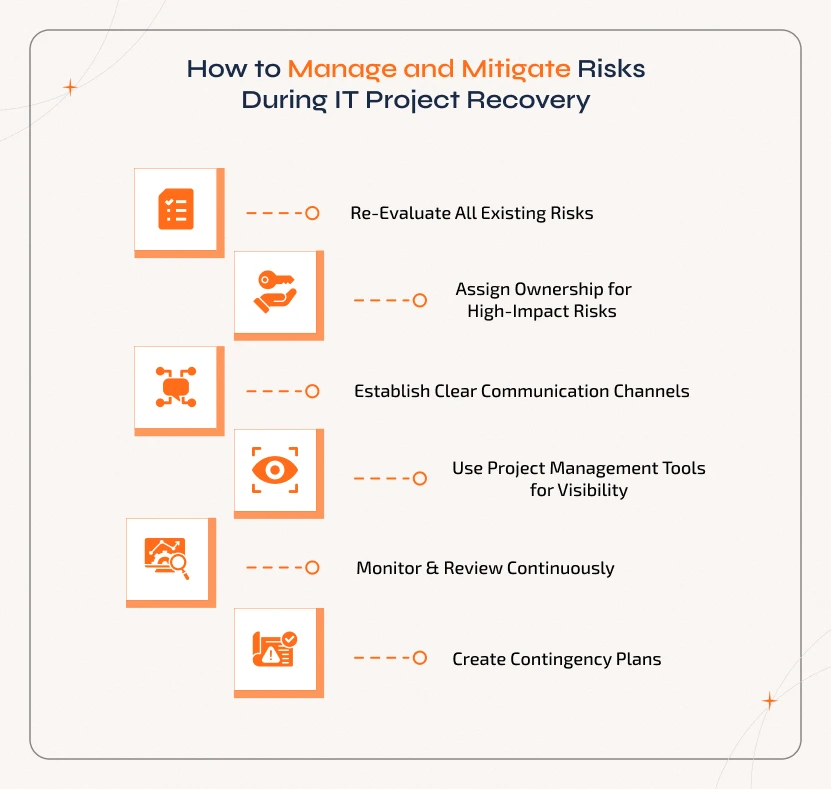 How to Manage and Mitigate Risks
During IT Project Recovery
Re-Evaluate All Existing Risks
Assign Ownership for
High-Impact Risks
Establish Clear Communication Channels
Use Project Management Tools
for Visibility
Monitor & Review Continuously
Create Contingency Plans